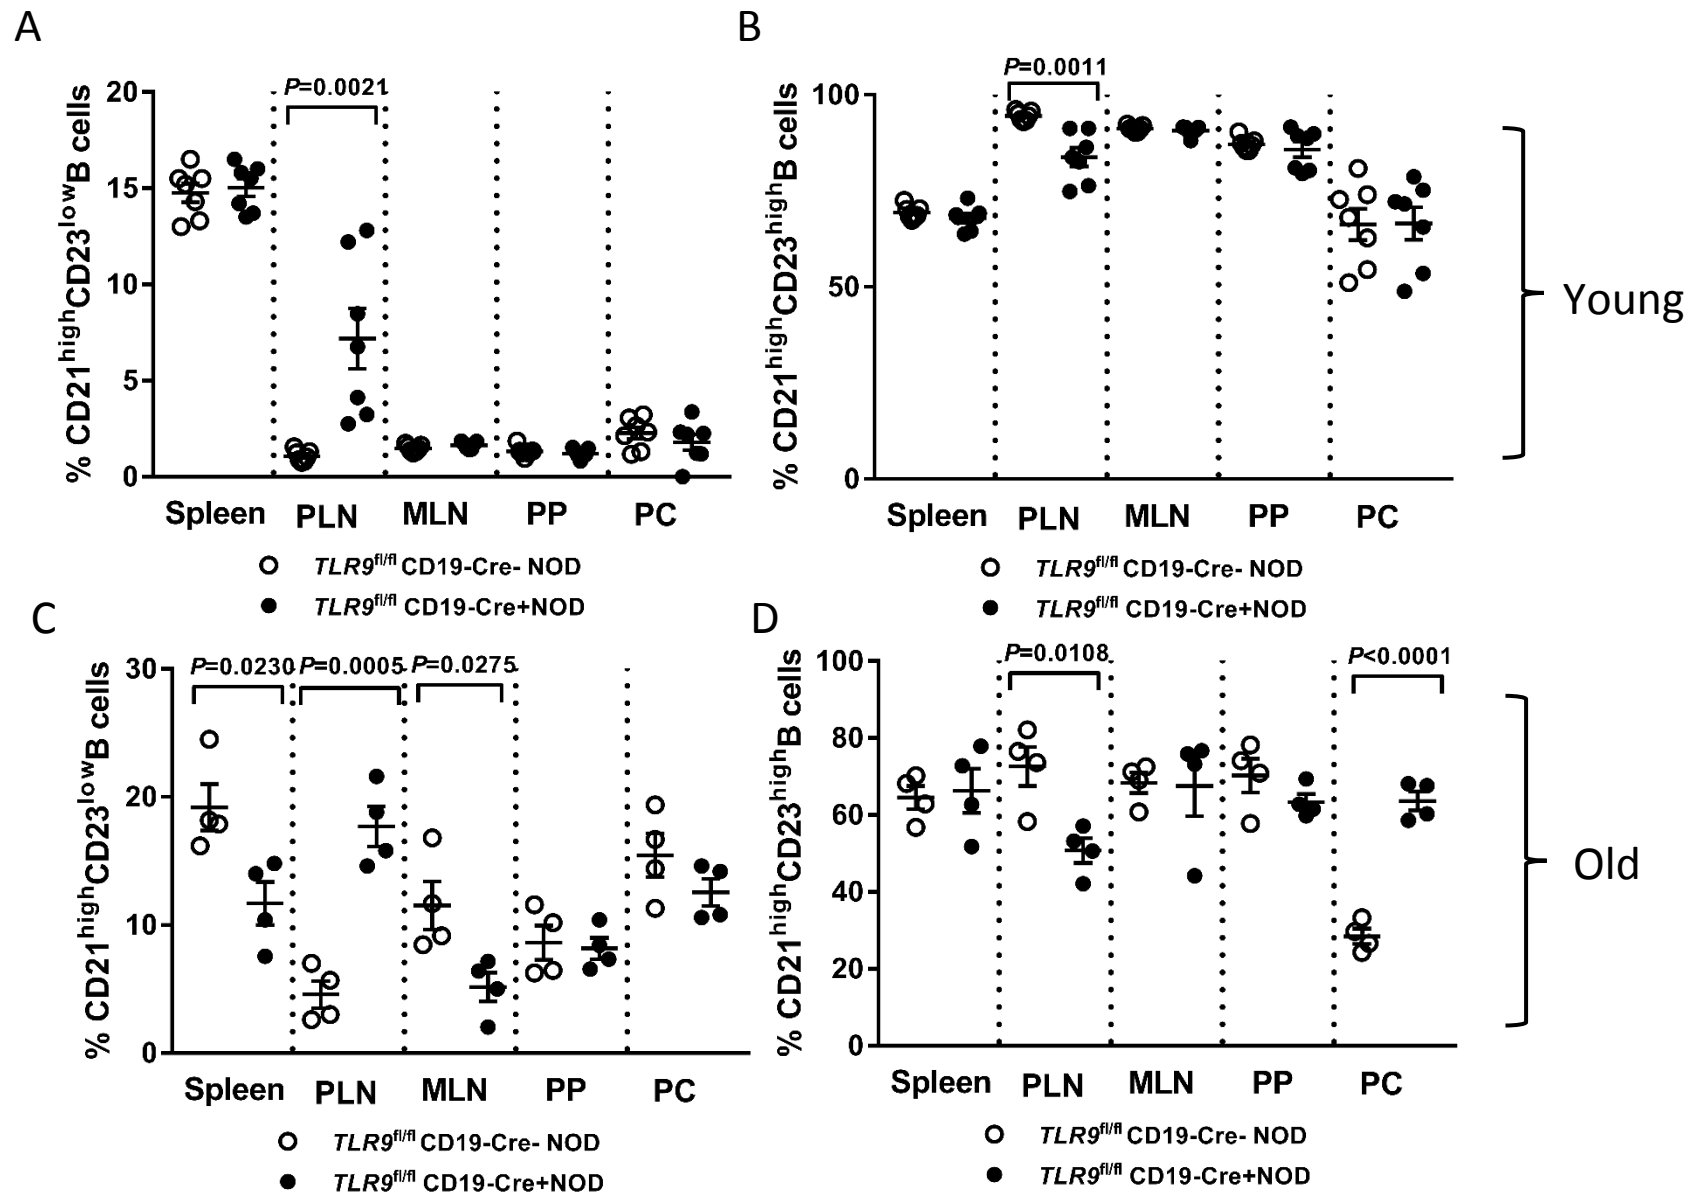 A
B
P=0.0021
P=0.0011
% CD21highCD23lowB cells
20
15
10
5
0
Spleen PLN MLN PP PC
TLR9fl/fl CD19-Cre- NOD
TLR9fl/fl CD19-Cre+NOD
% CD21highCD23highB cells
100
50
0
Spleen PLN MLN PP PC
TLR9fl/fl CD19-Cre- NOD
TLR9fl/fl CD19-Cre+NOD
Young
C
D
P=0.0230 P=0.0005 P=0.0275
% CD21highCD23lowB cells
30
20
10
0
Spleen PLN MLN PP PC
TLR9fl/fl CD19-Cre- NOD
TLR9fl/fl CD19-Cre+NOD
P=0.0108 P<0.0001
% CD21highCD23highB cells
100
80
60
40
20
0
Spleen PLN MLN PP PC
TLR9fl/fl CD19-Cre- NOD
TLR9fl/fl CD19-Cre+NOD
Old